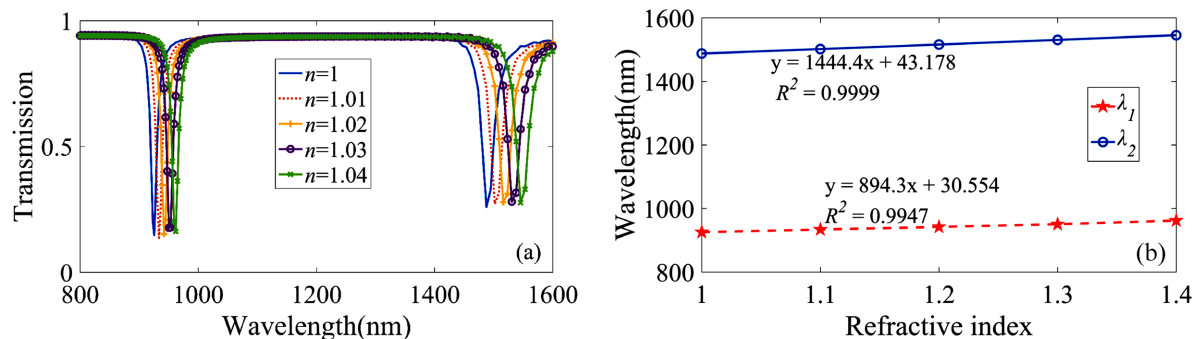 1
0.5
0
Transmission
n=1
n=1.01
n=1.02
n=1.03
n=1.04
(a)
800 1000 1200 1400 1600
Wavelength(nm)
1600
1400
1200
1000
800
Wavelength(nm)
y = 1444.4x + 43.178
R² = 0.9999
λ₁
λ₂
y = 894.3x + 30.554
R² = 0.9947
(b)
1 1.1 1.2 1.3 1.4
Refractive index